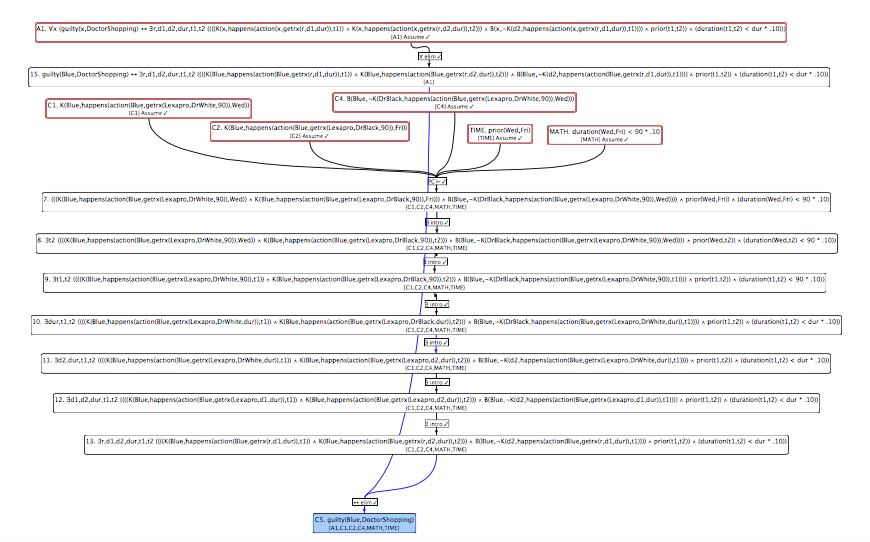 A1. ∀x (guilty(x,DoctorShopping) ↔ ∃r,d1,d2,dur,t1,t2 ((((K(x,happens(action(x,getrx(r,d1,dur)),t1)) ∧ K(x,happens(action(x,getrx(r,d2,dur)),t2))) ∧ B(x,¬K(d2,happens(action(x,getrx(r,d1,dur)),t1)))) ∧ prior(t1,t2)) ∧ (duration(t1,t2) < dur * .10)))
{A1} Assume ✓
∀ elim ✓
15. guilty(Blue,DoctorShopping) ↔ ∃r,d1,d2,dur,t1,t2 ((((K(Blue,happens(action(Blue,getrx(r,d1,dur)),t1)) ∧ K(Blue,happens(action(Blue,getrx(r,d2,dur)),t2))) ∧ B(Blue,¬K(d2,happens(action(Blue,getrx(r,d1,dur)),t1)))) ∧ prior(t1,t2)) ∧ (duration(t1,t2) < dur * .10))
{A1}
C1. K(Blue,happens(action(Blue,getrx(Lexapro,DrWhite,90)),Wed))
{C1} Assume ✓
C4. B(Blue,¬K(DrBlack,happens(action(Blue,getrx(Lexapro,DrWhite,90)),Wed)))
{C4} Assume ✓
C2. K(Blue,happens(action(Blue,getrx(Lexapro,DrBlack,90)),Fri))
{C2} Assume ✓
TIME. prior(Wed,Fri)
{TIME} Assume ✓
MATH. duration(Wed,Fri) < 90 * .10
{MATH} Assume ✓
PC ⊢ ✓
7. (((K(Blue,happens(action(Blue,getrx(Lexapro,DrWhite,90)),Wed)) ∧ K(Blue,happens(action(Blue,getrx(Lexapro,DrBlack,90)),Fri))) ∧ B(Blue,¬K(DrBlack,happens(action(Blue,getrx(Lexapro,DrWhite,90)),Wed)))) ∧ prior(Wed,Fri)) ∧ (duration(Wed,Fri) < 90 * .10)
{C1,C2,C4,MATH,TIME}
∃ intro ✓
8. ∃t2 ((((K(Blue,happens(action(Blue,getrx(Lexapro,DrWhite,90)),Wed)) ∧ K(Blue,happens(action(Blue,getrx(Lexapro,DrBlack,90)),t2))) ∧ B(Blue,¬K(DrBlack,happens(action(Blue,getrx(Lexapro,DrWhite,90)),Wed)))) ∧ prior(Wed,t2)) ∧ (duration(Wed,t2) < 90 * .10))
{C1,C2,C4,MATH,TIME}
∃ intro ✓
9. ∃t1,t2 ((((K(Blue,happens(action(Blue,getrx(Lexapro,DrWhite,90)),t1)) ∧ K(Blue,happens(action(Blue,getrx(Lexapro,DrBlack,90)),t2))) ∧ B(Blue,¬K(DrBlack,happens(action(Blue,getrx(Lexapro,DrWhite,90)),t1)))) ∧ prior(t1,t2)) ∧ (duration(t1,t2) < 90 * .10))
{C1,C2,C4,MATH,TIME}
∃ intro ✓
10. ∃dur,t1,t2 ((((K(Blue,happens(action(Blue,getrx(Lexapro,DrWhite,dur)),t1)) ∧ K(Blue,happens(action(Blue,getrx(Lexapro,DrBlack,dur)),t2))) ∧ B(Blue,¬K(DrBlack,happens(action(Blue,getrx(Lexapro,DrWhite,dur)),t1)))) ∧ prior(t1,t2)) ∧ (duration(t1,t2) < dur * .10))
{C1,C2,C4,MATH,TIME}
∃ intro ✓
11. ∃d2,dur,t1,t2 ((((K(Blue,happens(action(Blue,getrx(Lexapro,DrWhite,dur)),t1)) ∧ K(Blue,happens(action(Blue,getrx(Lexapro,d2,dur)),t2))) ∧ B(Blue,¬K(d2,happens(action(Blue,getrx(Lexapro,DrWhite,dur)),t1)))) ∧ prior(t1,t2)) ∧ (duration(t1,t2) < dur * .10))
{C1,C2,C4,MATH,TIME}
∃ intro ✓
12. ∃d1,d2,dur,t1,t2 ((((K(Blue,happens(action(Blue,getrx(Lexapro,d1,dur)),t1)) ∧ K(Blue,happens(action(Blue,getrx(Lexapro,d2,dur)),t2))) ∧ B(Blue,¬K(d2,happens(action(Blue,getrx(Lexapro,d1,dur)),t1)))) ∧ prior(t1,t2)) ∧ (duration(t1,t2) < dur * .10))
{C1,C2,C4,MATH,TIME}
∃ intro ✓
13. ∃r,d1,d2,dur,t1,t2 ((((K(Blue,happens(action(Blue,getrx(r,d1,dur)),t1)) ∧ K(Blue,happens(action(Blue,getrx(r,d2,dur)),t2))) ∧ B(Blue,¬K(d2,happens(action(Blue,getrx(r,d1,dur)),t1)))) ∧ prior(t1,t2)) ∧ (duration(t1,t2) < dur * .10))
{C1,C2,C4,MATH,TIME}
↔ elim ✓
C5. guilty(Blue,DoctorShopping)
{A1,C1,C2,C4,MATH,TIME}